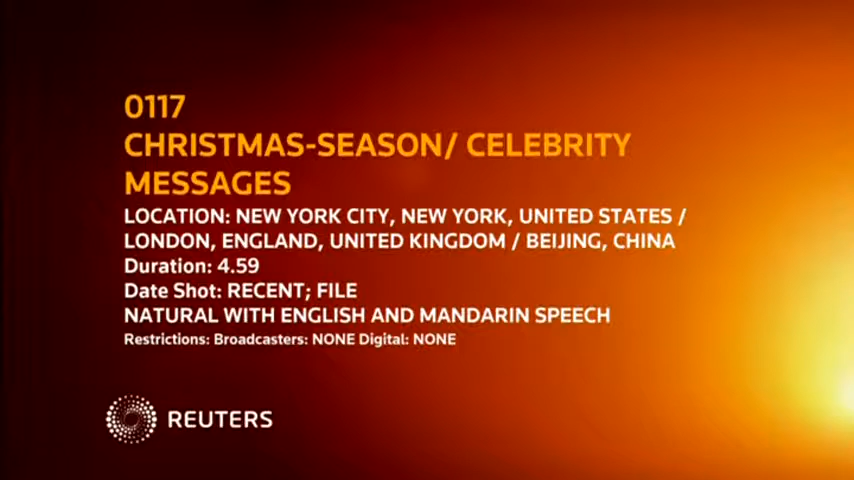 0117
CHRISTMAS-SEASON/ CELEBRITY
MESSAGES
LOCATION: NEW YORK CITY, NEW YORK, UNITED STATES /
LONDON, ENGLAND, UNITED KINGDOM / BEIJING, CHINA
Duration: 4.59
Date Shot: RECENT; FILE
NATURAL WITH ENGLISH AND MANDARIN SPEECH
Restrictions: Broadcasters: NONE Digital: NONE
REUTERS